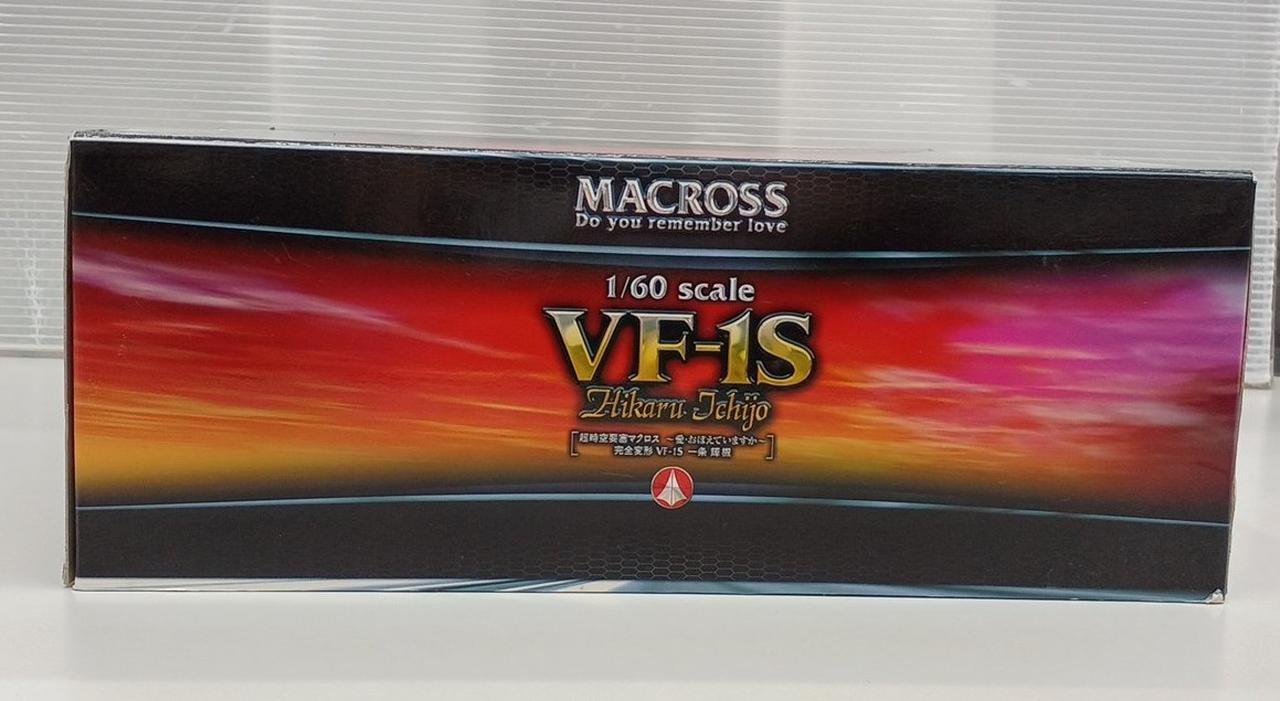 MACROSS
Do you remember love
1/60 scale
VF-1S
Hikaru Ichijo
超時空要塞マクロス ～愛・おぼえていますか～
完全変形 VF-1S 一条 輝機